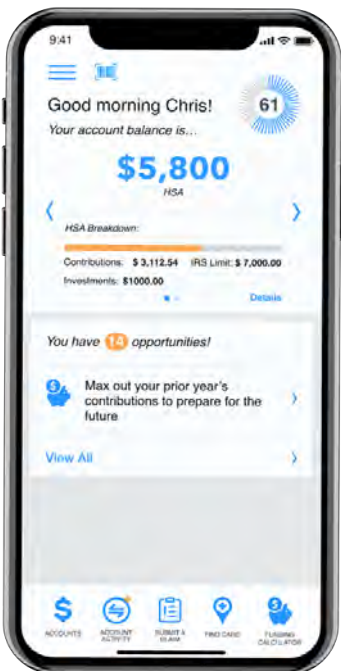 9:41
Good morning Chris!
61
Your account balance is...
$5,800
HSA
HSA Breakdown:
Contributions: $ 3,112.54 IRS Limit: $ 7,000.00
Investments: $1000.00
Details
You have 14 opportunities!
Max out your prior year's
contributions to prepare for the
future
View All
ACCOUNTS
ACCOUNT
ACTIVITY
SUBMIT A
CLAIM
FIND CARE
FUNDING
CALCULATOR